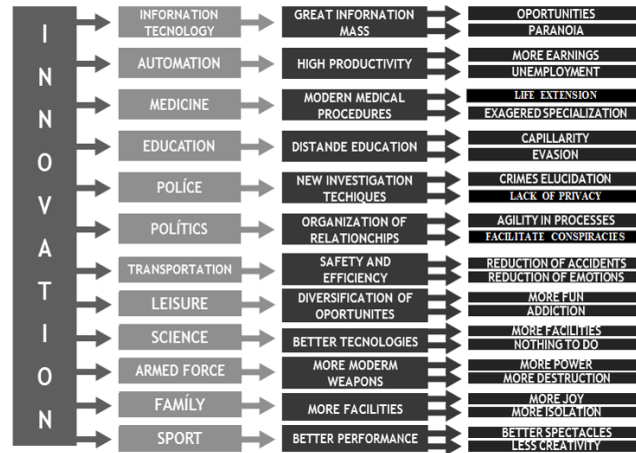 INNOVATION
INFORNATION
TECNOLOGY
GREAT INFORMATION
MASS
OPORTUNITIES
PARANOIA
AUTOMATION
HIGH PRODUCTIVITY
MORE EARNINGS
UNEMPLOYMENT
MEDICINE
MODERN MEDICAL
PROCEDURES
LIFE EXTENSION
EXAGERED SPECIALIZATION
EDUCATION
DISTANDE EDUCATION
CAPILLARITY
EVASION
POLÍCE
NEW INVESTIGATION
TECHIQUES
CRIMES ELUCIDATION
LACK OF PRIVACY
POLÍTICS
ORGANIZATION OF
RELATIONCHIPS
AGILITY IN PROCESSES
FACILITATE CONSPIRACIES
TRANSPORTATION
SAFETY AND
EFFICIENCY
REDUCTION OF ACCIDENTS
REDUCTION OF EMOTIONS
LEISURE
DIVERSIFICATION OF
OPORTUNITES
MORE FUN
ADDICTION
SCIENCE
BETTER TECNOLOGIES
MORE FACILITIES
NOTHING TO DO
ARMED FORCE
MORE MODERM
WEAPONS
MORE POWER
MORE DESTRUCTION
FAMÍLY
MORE FACILITIES
MORE JOY
MORE ISOLATION
SPORT
BETTER PERFORMANCE
BETTER SPECTACLES
LESS CREATIVITY